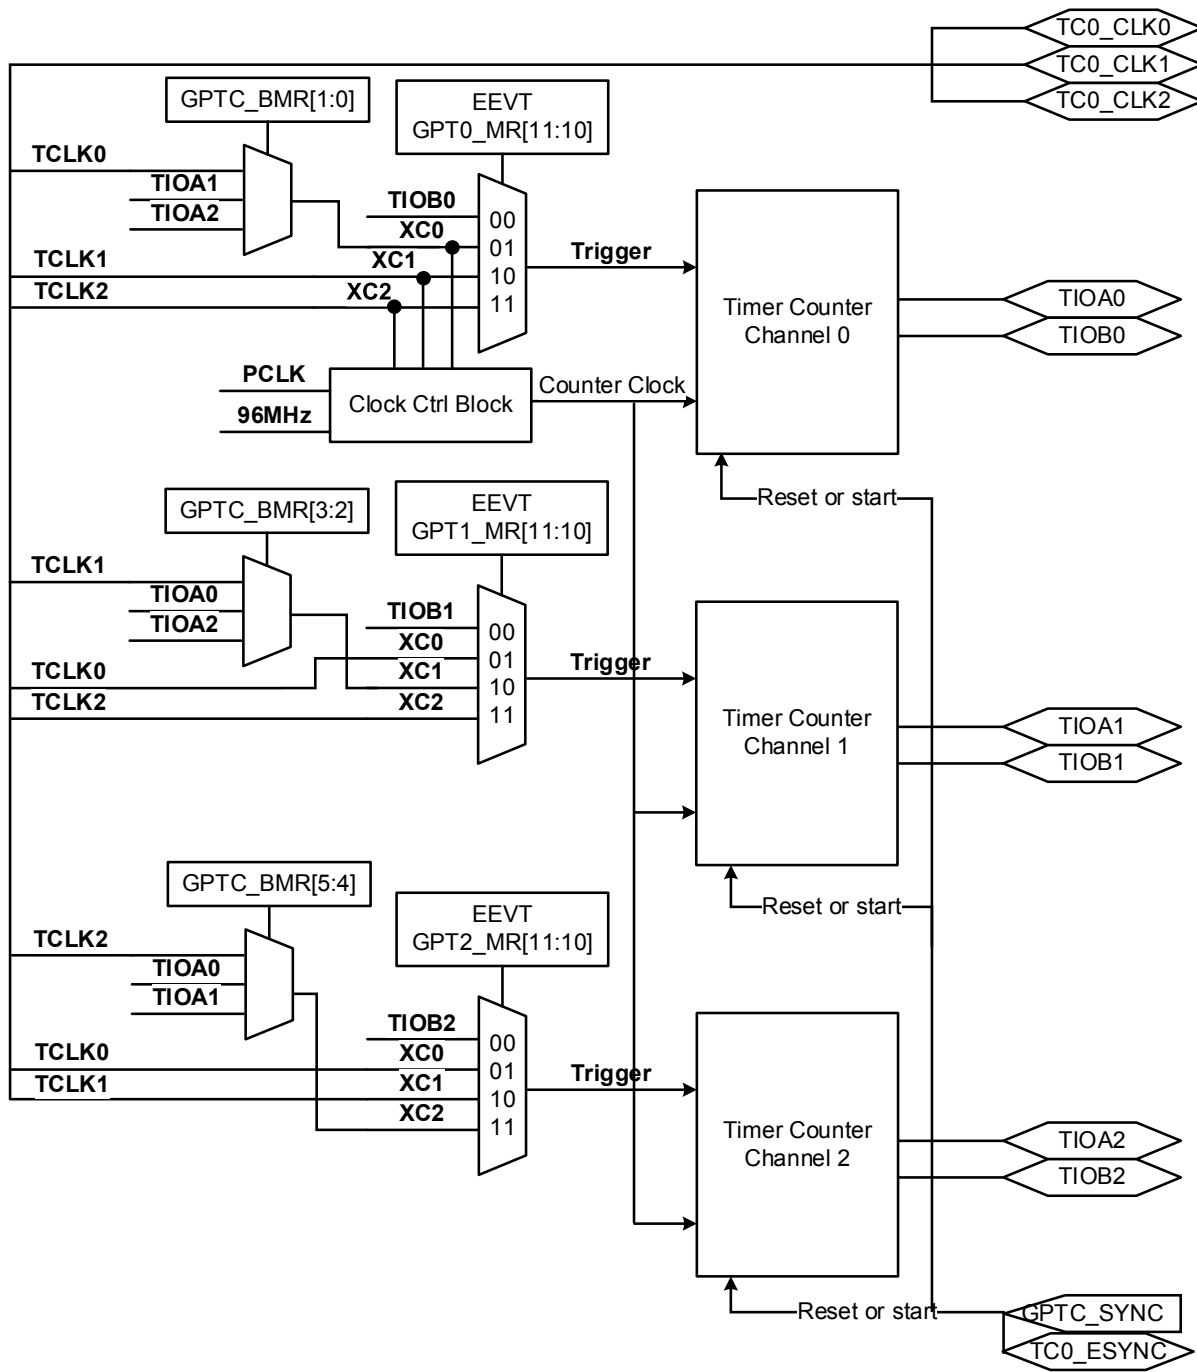 TC0_CLK0
TC0_CLK1
TC0_CLK2
GPTC_BMR[1:0]
EEVT
GPT0_MR[11:10]
TCLK0
TIOA1
TIOA2
TIOB0
XC0
TCLK1
XC1
TCLK2
XC2
00
01
10
11
Trigger
Timer Counter
Channel 0
TIOA0
TIOB0
PCLK
96MHz
Clock Ctrl Block
Counter Clock
Reset or start
GPTC_BMR[3:2]
EEVT
GPT1_MR[11:10]
TCLK1
TIOA0
TIOA2
TIOB1
XC0
TCLK0
XC1
TCLK2
XC2
00
01
10
11
Trigger
Timer Counter
Channel 1
TIOA1
TIOB1
Reset or start
GPTC_BMR[5:4]
EEVT
GPT2_MR[11:10]
TCLK2
TIOA0
TIOA1
TIOB2
TCLK0
XC0
TCLK1
XC1
XC2
00
01
10
11
Trigger
Timer Counter
Channel 2
TIOA2
TIOB2
Reset or start
GPTC_SYNC
TC0_ESYNC